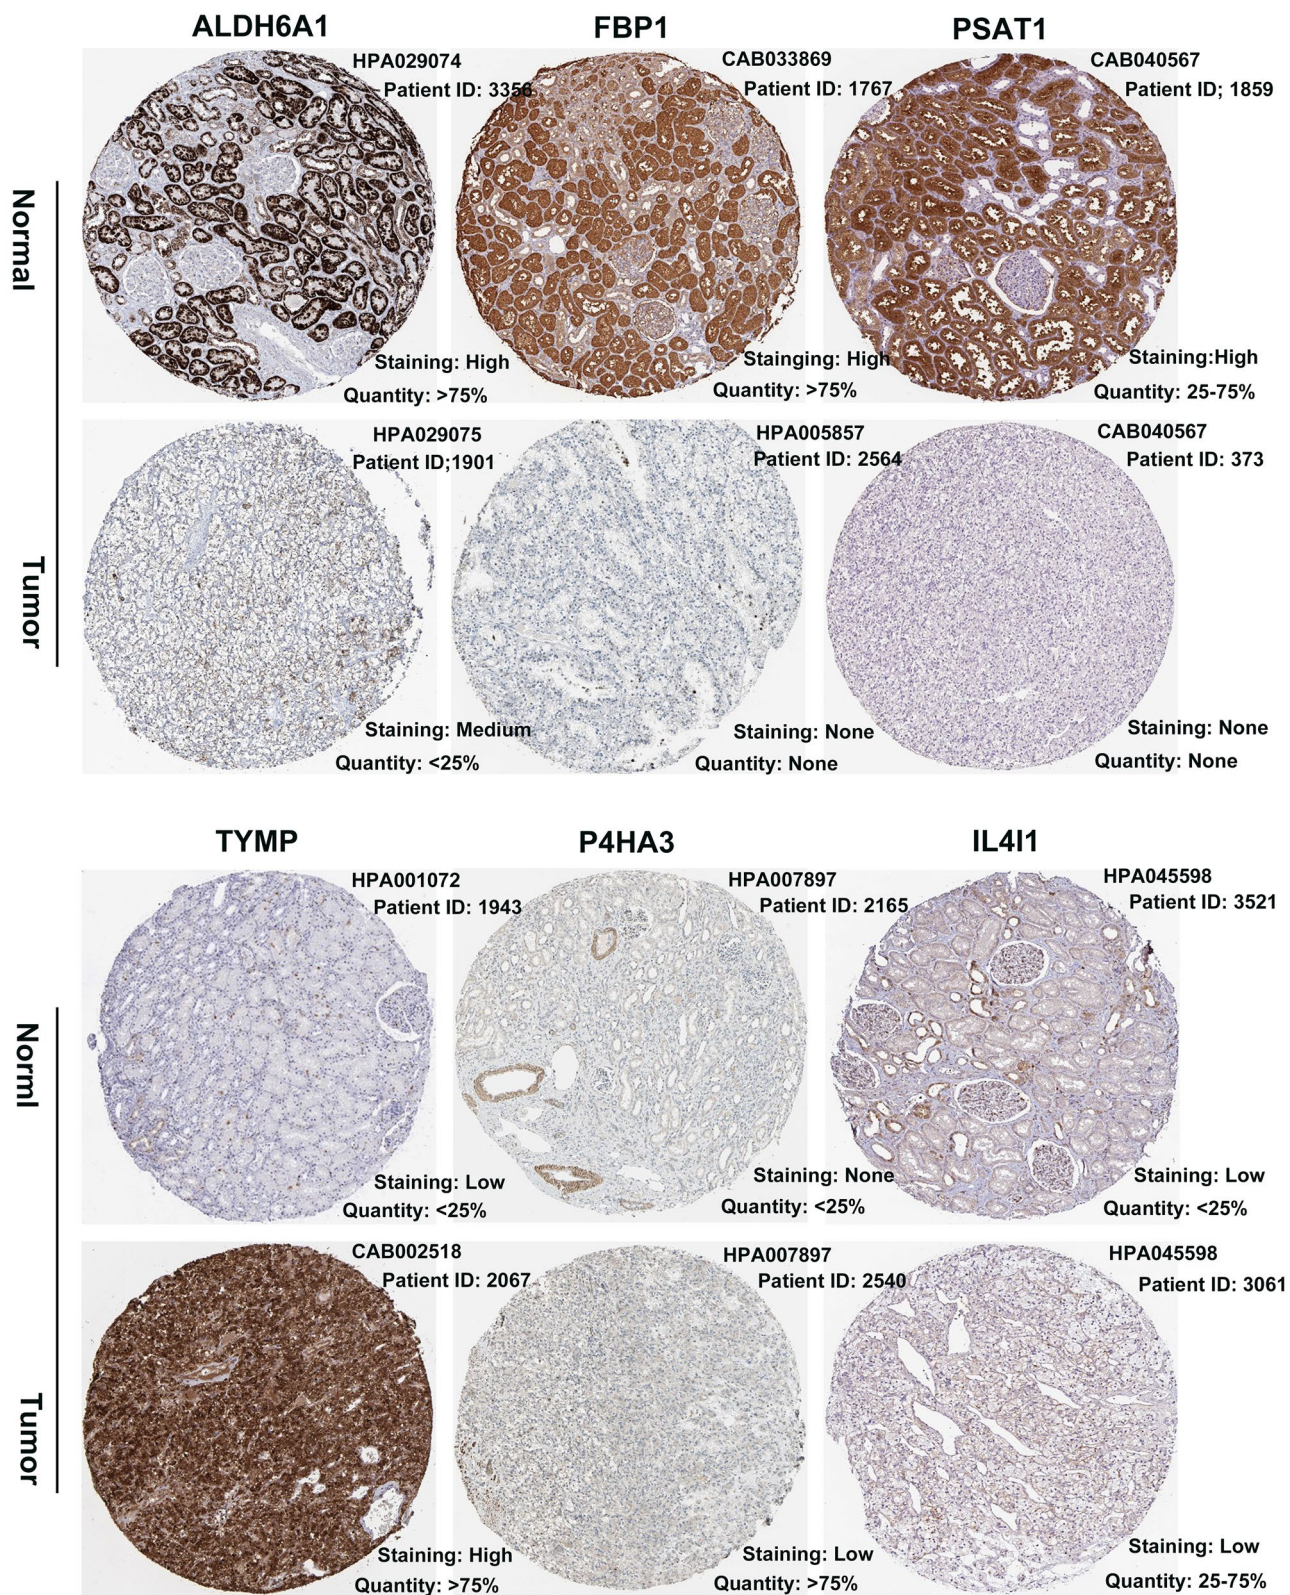 ALDH6A1
FBP1
PSAT1
HPA029074
Patient ID: 3356
CAB033869
Patient ID: 1767
CAB040567
Patient ID; 1859
Normal
Staining: High
Quantity: >75%
Stainging: High
Quantity: >75%
Staining:High
Quantity: 25-75%
HPA029075
Patient ID;1901
HPA005857
Patient ID: 2564
CAB040567
Patient ID: 373
Tumor
Staining: Medium
Quantity: <25%
Staining: None
Quantity: None
Staining: None
Quantity: None
TYMP
P4HA3
IL4I1
HPA001072
Patient ID: 1943
HPA007897
Patient ID: 2165
HPA045598
Patient ID: 3521
Norml
Staining: Low
Quantity: <25%
Staining: None
Quantity: <25%
Staining: Low
Quantity: <25%
CAB002518
Patient ID: 2067
HPA007897
Patient ID: 2540
HPA045598
Patient ID: 3061
Tumor
Staining: High
Quantity: >75%
Staining: Low
Quantity: >75%
Staining: Low
Quantity: 25-75%